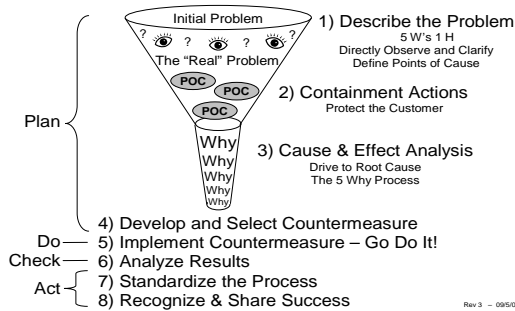 Initial Problem
? ? ? ?
The "Real" Problem
POC
POC
POC
Why
Why
Why
Why
Why
1) Describe the Problem
5 W's 1 H
Directly Observe and Clarify
Define Points of Cause
2) Containment Actions
Protect the Customer
3) Cause & Effect Analysis
Drive to Root Cause
The 5 Why Process
Plan
4) Develop and Select Countermeasure
Do
5) Implement Countermeasure – Go Do It!
Check
6) Analyze Results
Act
7) Standardize the Process
8) Recognize & Share Success
Rev 3 – 09/5/0